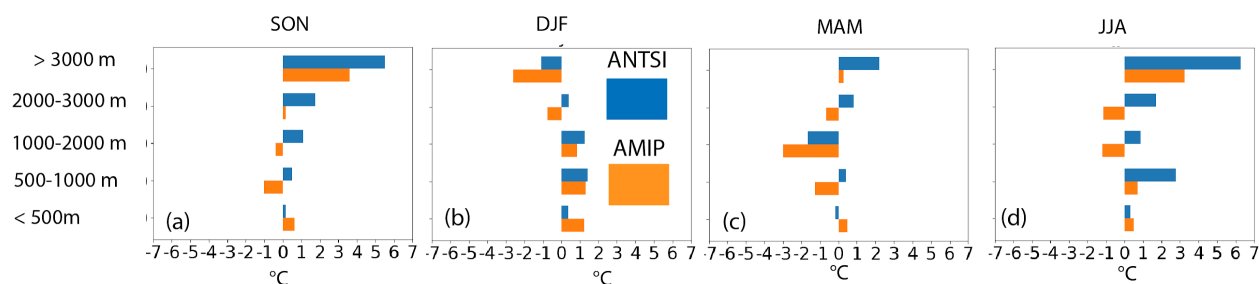 SON
DJF
MAM
JJA
> 3000 m
2000-3000 m
1000-2000 m
500-1000 m
< 500m
ANTSI
AMIP
(a)
(b)
(c)
(d)
-7-6-5-4-3-2-1 0 1 2 3 4 5 6 7
-7-6-5-4-3-2-1 0 1 2 3 4 5 6 7
-7-6-5-4-3-2-1 0 1 2 3 4 5 6 7
-7-6-5-4-3-2-1 0 1 2 3 4 5 6 7
°C
°C
°C
°C